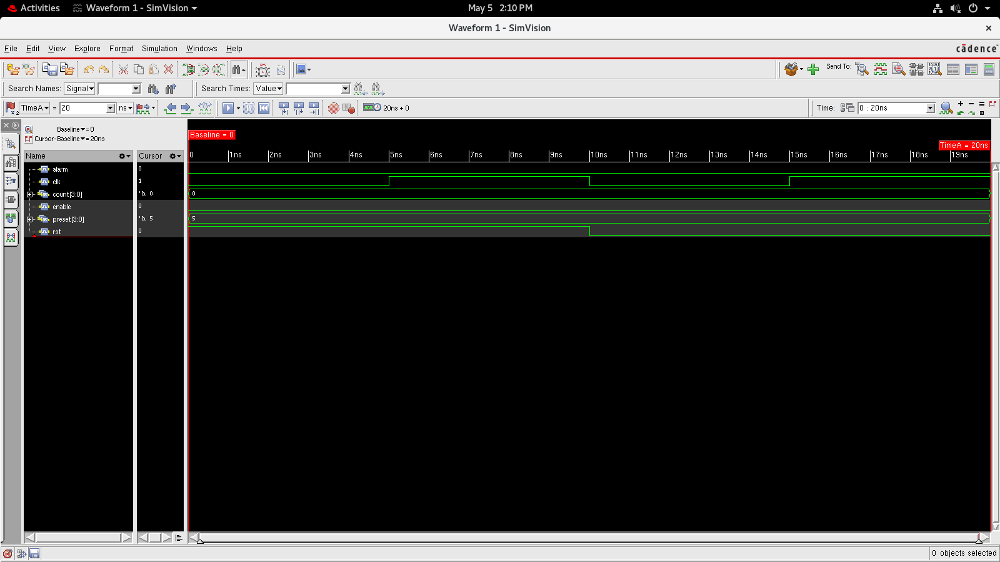 Activities Waveform 1 - SimVision May 5 2:10 PM
Waveform 1 - SimVision
File Edit View Explore Format Simulation Windows Help cādence
Send To:
Search Names: Signal Search Times: Value
TimeA = 20 ns 20ns + 0 Time: 0 : 20ns
Baseline = 0
Cursor-Baseline = 20ns
Baseline = 0
TimeA = 20ns
Name Cursor 0 1ns 2ns 3ns 4ns 5ns 6ns 7ns 8ns 9ns 10ns 11ns 12ns 13ns 14ns 15ns 16ns 17ns 18ns 19ns
alarm 0
clk 1
count[3:0] 'h 0 0
enable 0
preset[3:0] 'h 5 5
rst 0
0 objects selected